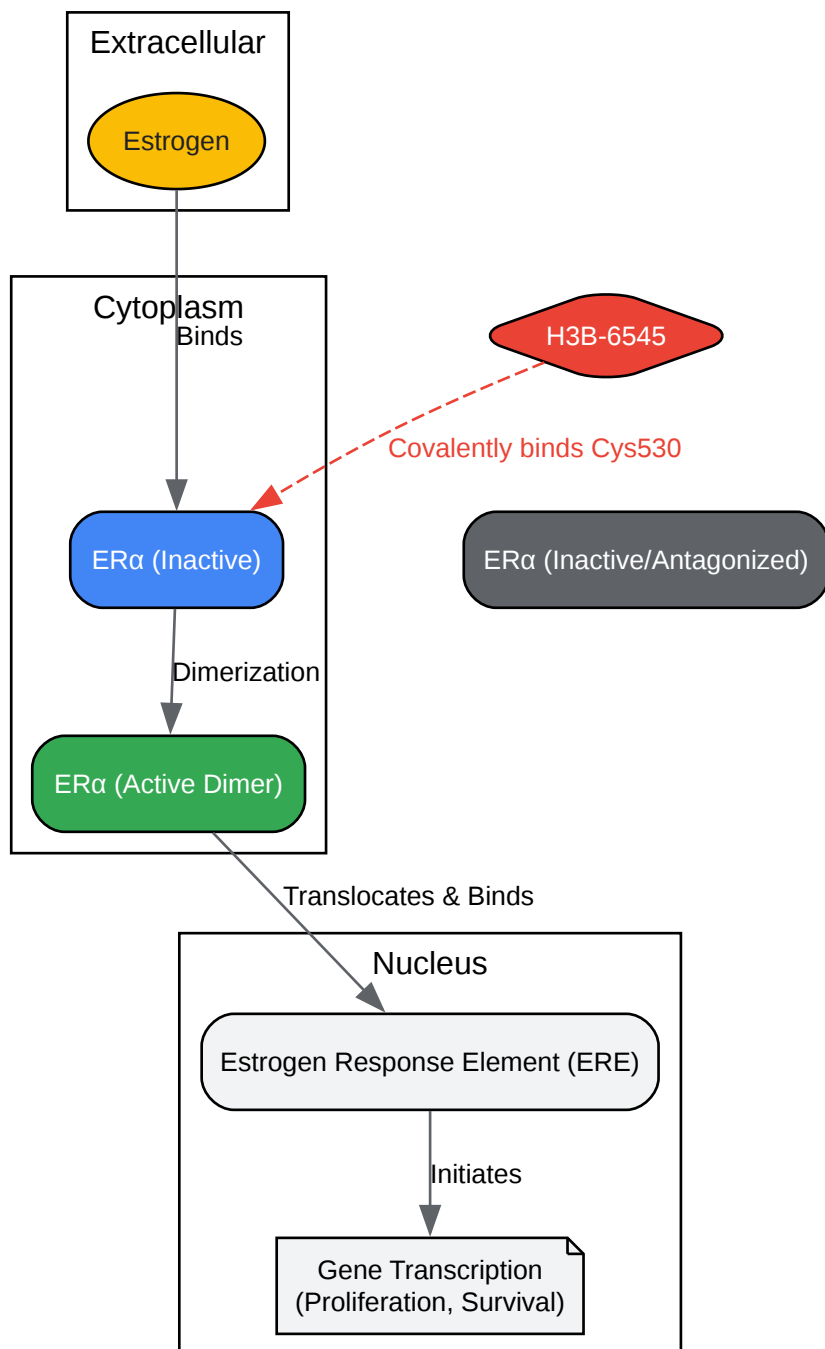 Extracellular
Estrogen
Cytoplasm
Binds
H3B-6545
Covalently binds Cys530
ERα (Inactive)
ERα (Inactive/Antagonized)
Dimerization
ERα (Active Dimer)
Translocates & Binds
Nucleus
Estrogen Response Element (ERE)
Initiates
Gene Transcription
(Proliferation, Survival)